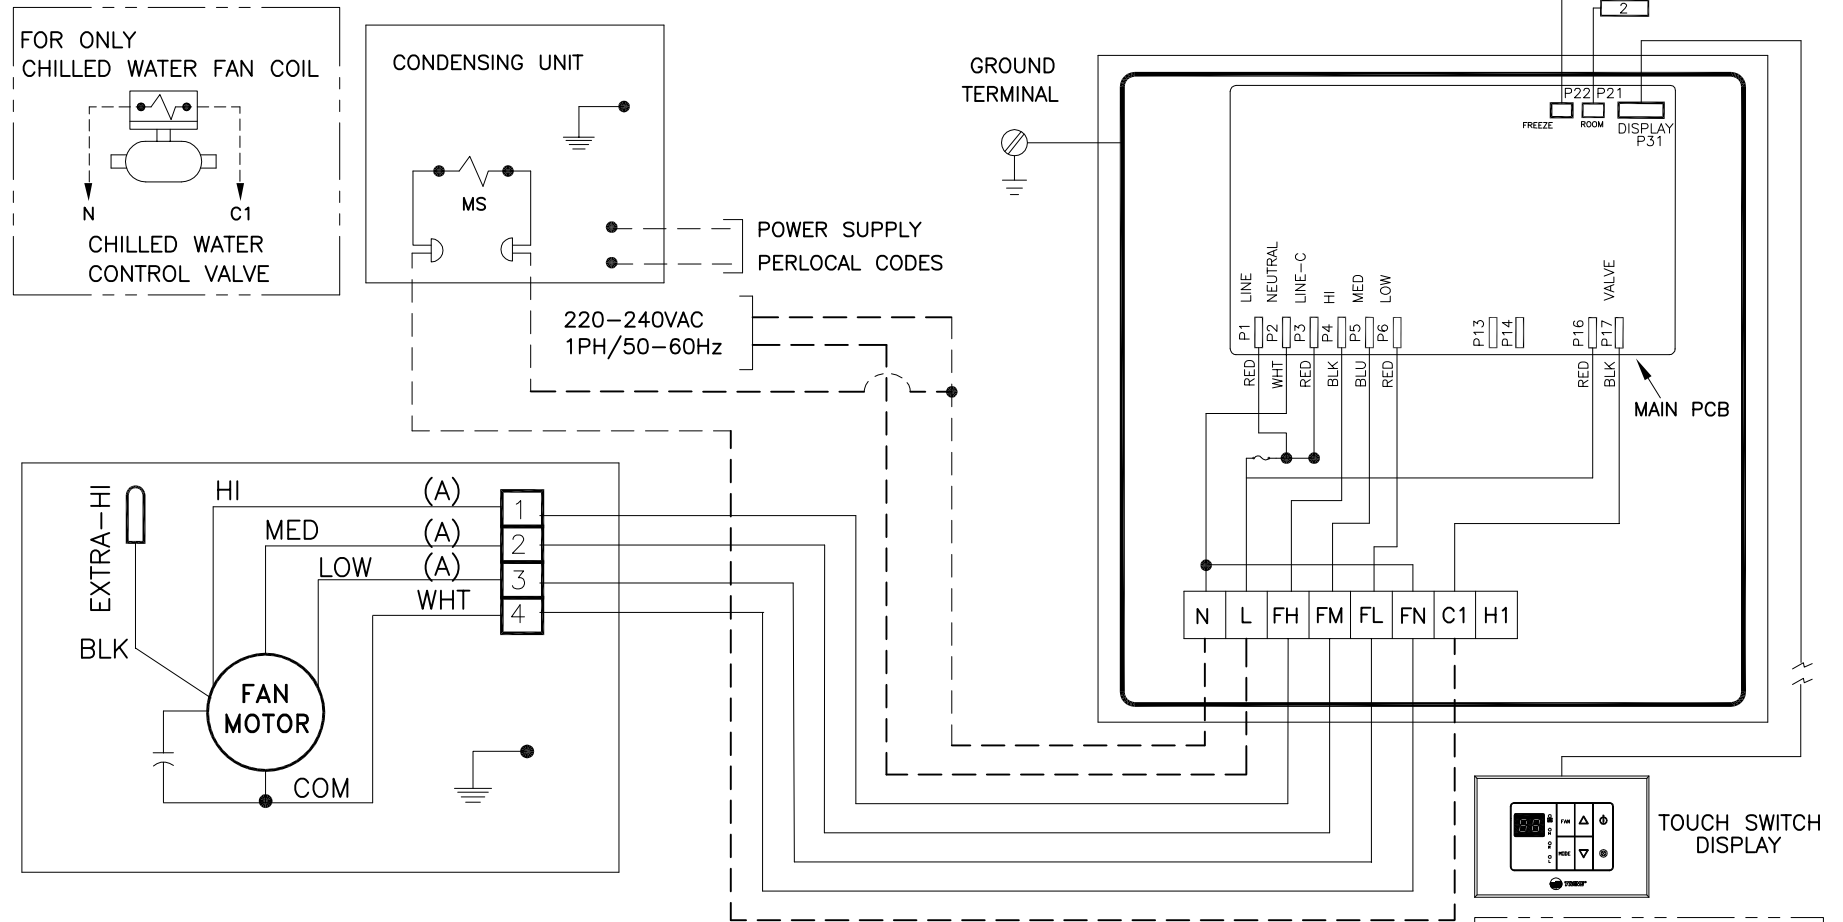 FOR ONLY
CHILLED WATER FAN COIL
N
C1
CHILLED WATER
CONTROL VALVE
CONDENSING UNIT
MS
POWER SUPPLY
PERLOCAL CODES
220-240VAC
1PH/50-60Hz
GROUND
TERMINAL
2
P22
P21
FREEZE
ROOM
DISPLAY
P31
LINE
NEUTRAL
LINE-C
HI
MED
LOW
VALVE
P1
P2
P3
P4
P5
P6
P13
P14
P16
P17
RED
WHT
RED
BLK
BLU
RED
RED
BLK
MAIN PCB
N
L
FH
FM
FL
FN
C1
H1
EXTRA-HI
HI
(A)
1
MED
(A)
2
LOW
(A)
3
WHT
4
BLK
FAN
MOTOR
COM
88
FAN
MODE
TOUCH SWITCH
DISPLAY